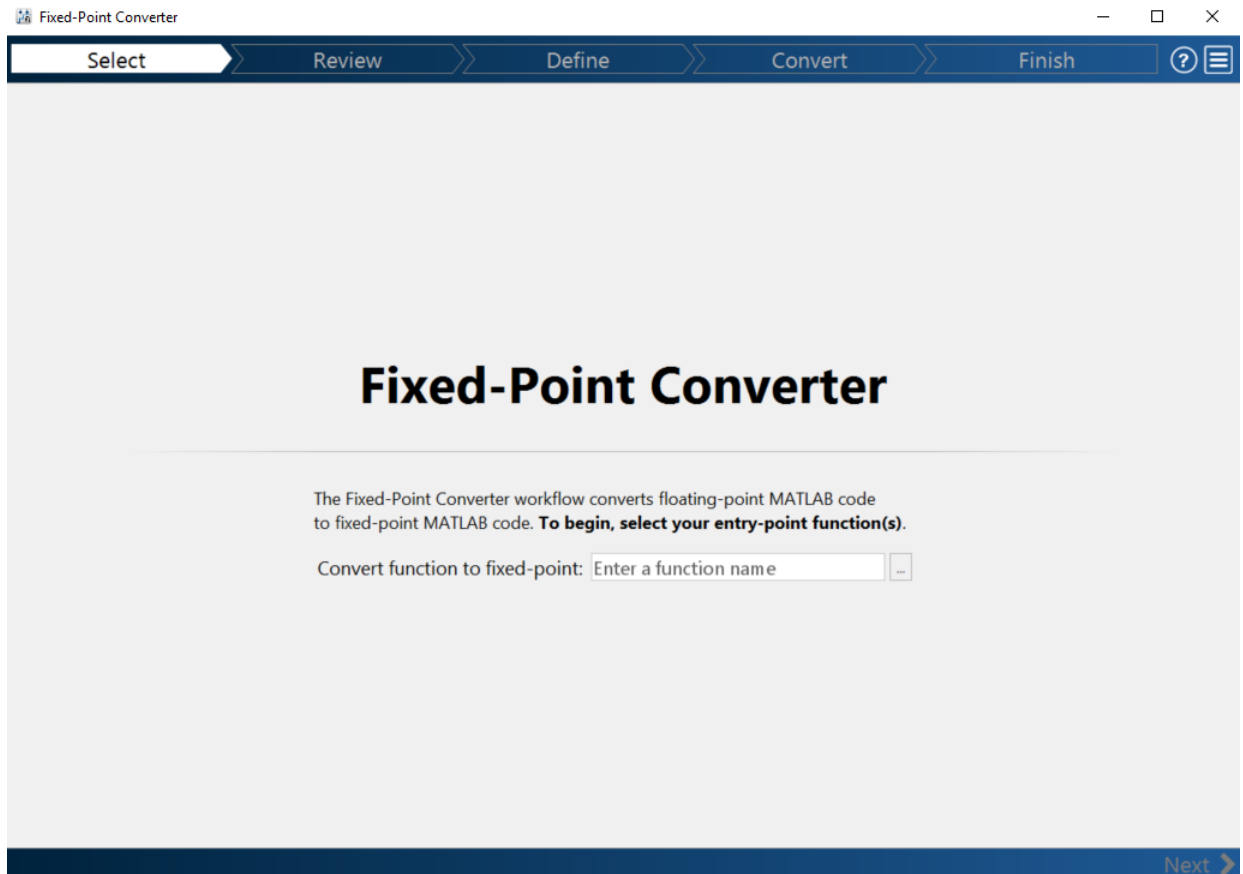 Fixed-Point Converter
Select Review Define Convert Finish ?
Fixed-Point Converter
The Fixed-Point Converter workflow converts floating-point MATLAB code
to fixed-point MATLAB code. To begin, select your entry-point function(s).
Convert function to fixed-point: Enter a function name ...
Next